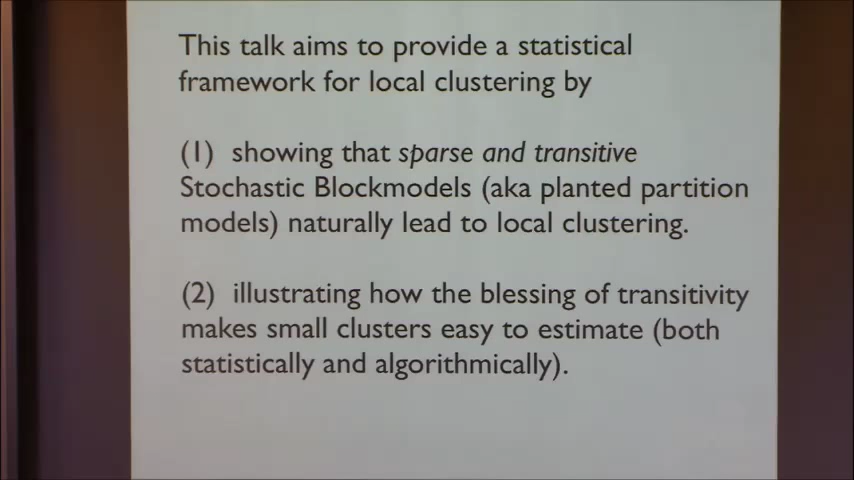 This talk aims to provide a statistical
framework for local clustering by
(1) showing that sparse and transitive
Stochastic Blockmodels (aka planted partition
models) naturally lead to local clustering.
(2) illustrating how the blessing of transitivity
makes small clusters easy to estimate (both
statistically and algorithmically).